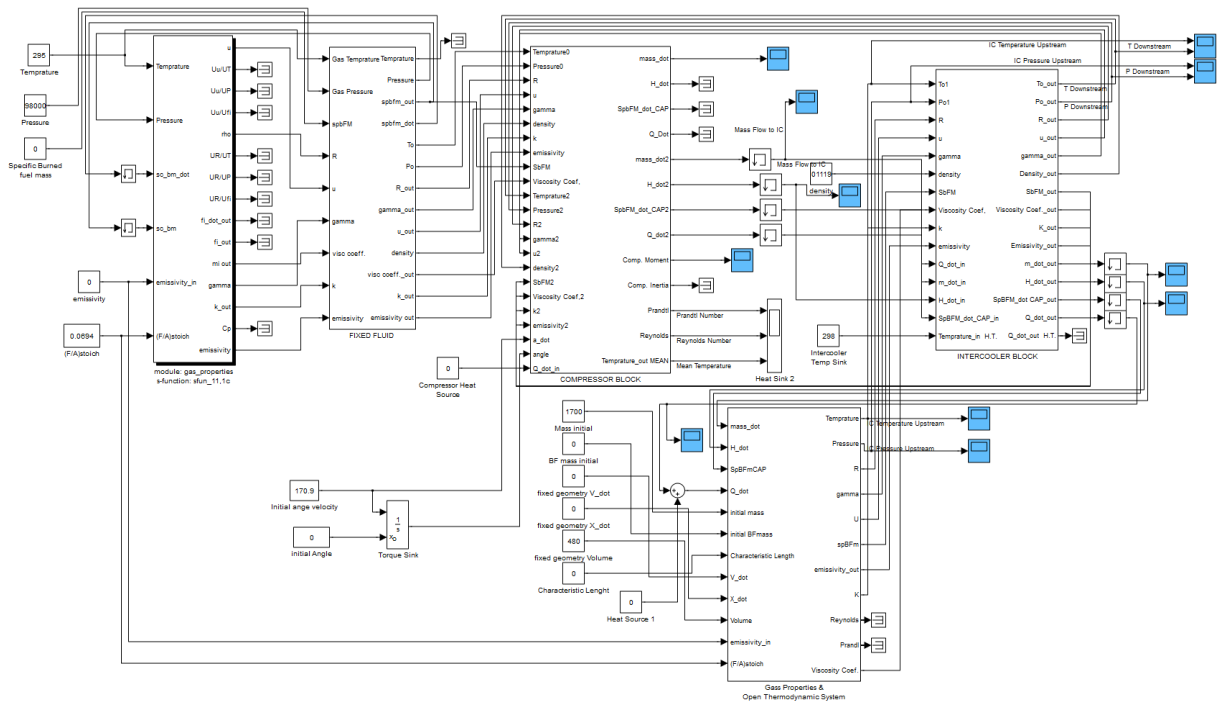 295
Temprature
98000
Pressure
0
Specific Burned
fuel mass
0
emissivity
0.0694
(F/A)stoich
Temprature
Pressure
sc_bm_dot
sc_bm
emissivity_in
(F/A)stoich
u
Uu/UT
Uu/UP
Uu/Ufi
rho
UR/UT
UR/UP
UR/Ufi
fi_dot_out
fi_out
mi out
gamma
k_out
Cp
emissivity
module: gas_properties
s-function: sfun_11,1c
Gas Temprature
Gas Pressure
spbFM
R
u
gamma
visc coeff.
k
emissivity
Temprature
Pressure
spbfm_out
spbfm_dot
To
Po
R_out
gamma_out
u_out
density
visc coeff._out
k_out
emissivity out
FIXED FLUID
0
Compressor Heat
Source
170.9
Initial ange velocity
0
initial Angle
1
s
xo
Torque Sink
Temprature0
Pressure0
R
u
gamma
density
k
emissivity
SbFM
Viscosity Coef,
Temprature2
Pressure2
R2
gamma2
u2
density2
SbFM2
Viscosity Coef,2
k2
emissivity2
a_dot
angle
Q_dot_in
mass_dot
H_dot
SpbFM_dot_CAP
Q_Dot
mass_dot2
H_dot2
SpbFM_dot_CAP2
Q_dot2
Comp. Moment
Comp. Inertia
Prandtl
Reynolds
Temprature_out MEAN
COMPRESSOR BLOCK
Mass Flow to IC
Mass Flow to IC
01119
density
Prandtl Number
Reynolds Number
Mean Temperature
Heat Sink 2
298
Intercooler
Temp Sink
IC Temperature Upstream
IC Pressure Upstream
T Downstream
P Downstream
T Downstream
P Downstream
To1
Po1
R
u
gamma
density
SbFM
Viscosity Coef,
k
emissivity
Q_dot_in
m_dot_in
H_dot_in
SpBFM_dot_CAP_in
Temprature_in H.T.
To_out
Po_out
R_out
u_out
gamma_out
Density_out
SbFM_out
Viscosity Coef._out
K_out
Emissivity_out
m_dot_out
H_dot_out
SpBFM_dot CAP_out
Q_dot_out
Q_dot_out H.T.
INTERCOOLER BLOCK
1700
Mass initial
0
BF mass initial
0
fixed geometry V_dot
0
fixed geometry X_dot
480
fixed geometry Volume
0
Characteristic Lenght
0
Heat Source 1
mass_dot
H_dot
SpBFmCAP
Q_dot
initial mass
initial BFmass
Characteristic Length
V_dot
X_dot
Volume
emissivity_in
(F/A)stoich
Temprature
Pressure
R
gamma
U
spBFm
emissivity_out
K
Reynolds
Prandl
Viscosity Coef.
C Temperature Upstream
C Pressure Upstream
Gass Properties &
Open Thermodynamic System